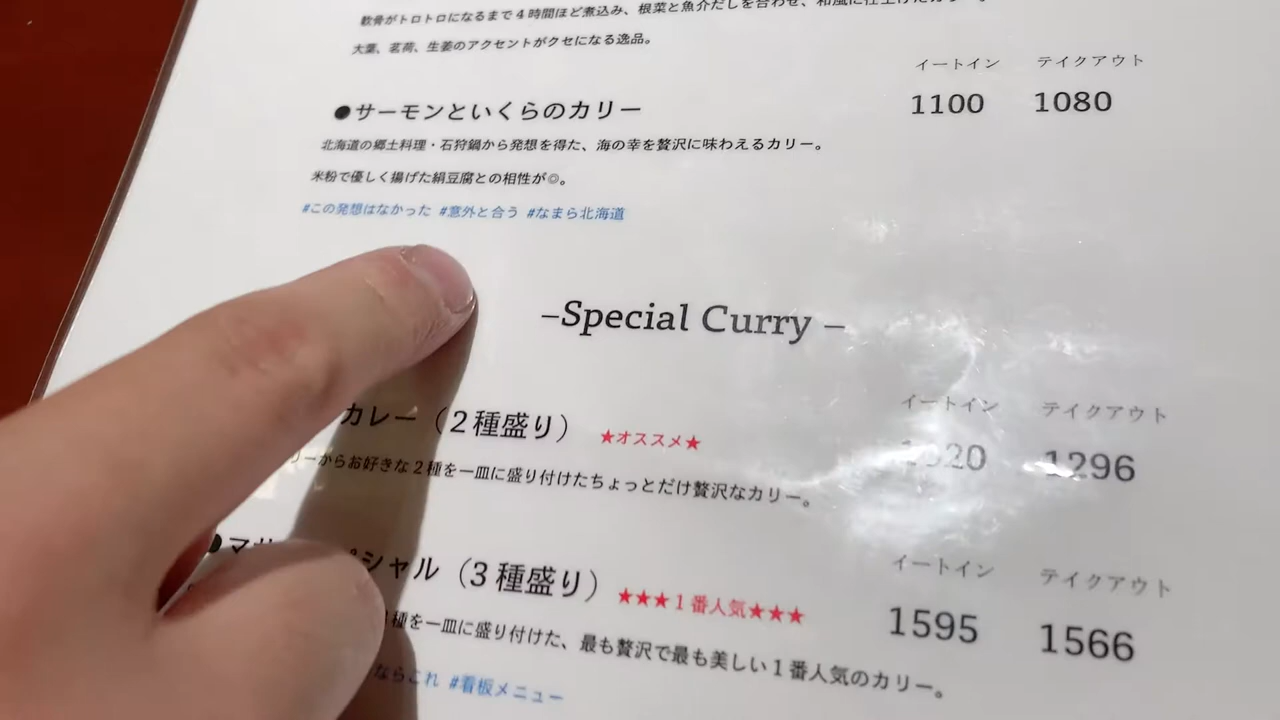 軟骨がトロトロになるまで4時間ほど煮込み、根菜と魚介だしを合わせ、和風に仕上げたカリー。
大葉、茗荷、生姜のアクセントがクセになる逸品。
イートイン テイクアウト
●サーモンといくらのカリー 1100 1080
北海道の郷土料理・石狩鍋から発想を得た、海の幸を贅沢に味わえるカリー。
米粉で優しく揚げた絹豆腐との相性が◎。
#この発想はなかった #意外と合う #なまら北海道
–Special Curry –
イートイン テイクアウト
カレー（2種盛り） ★オススメ★ 1296
リーからお好きな2種を一皿に盛り付けたちょっとだけ贅沢なカリー。
イートイン テイクアウト
●マ シャル（3種盛り） ★★★1番人気★★★ 1595 1566
種を一皿に盛り付けた、最も贅沢で最も美しい1番人気のカリー。
ならこれ #看板メニュー